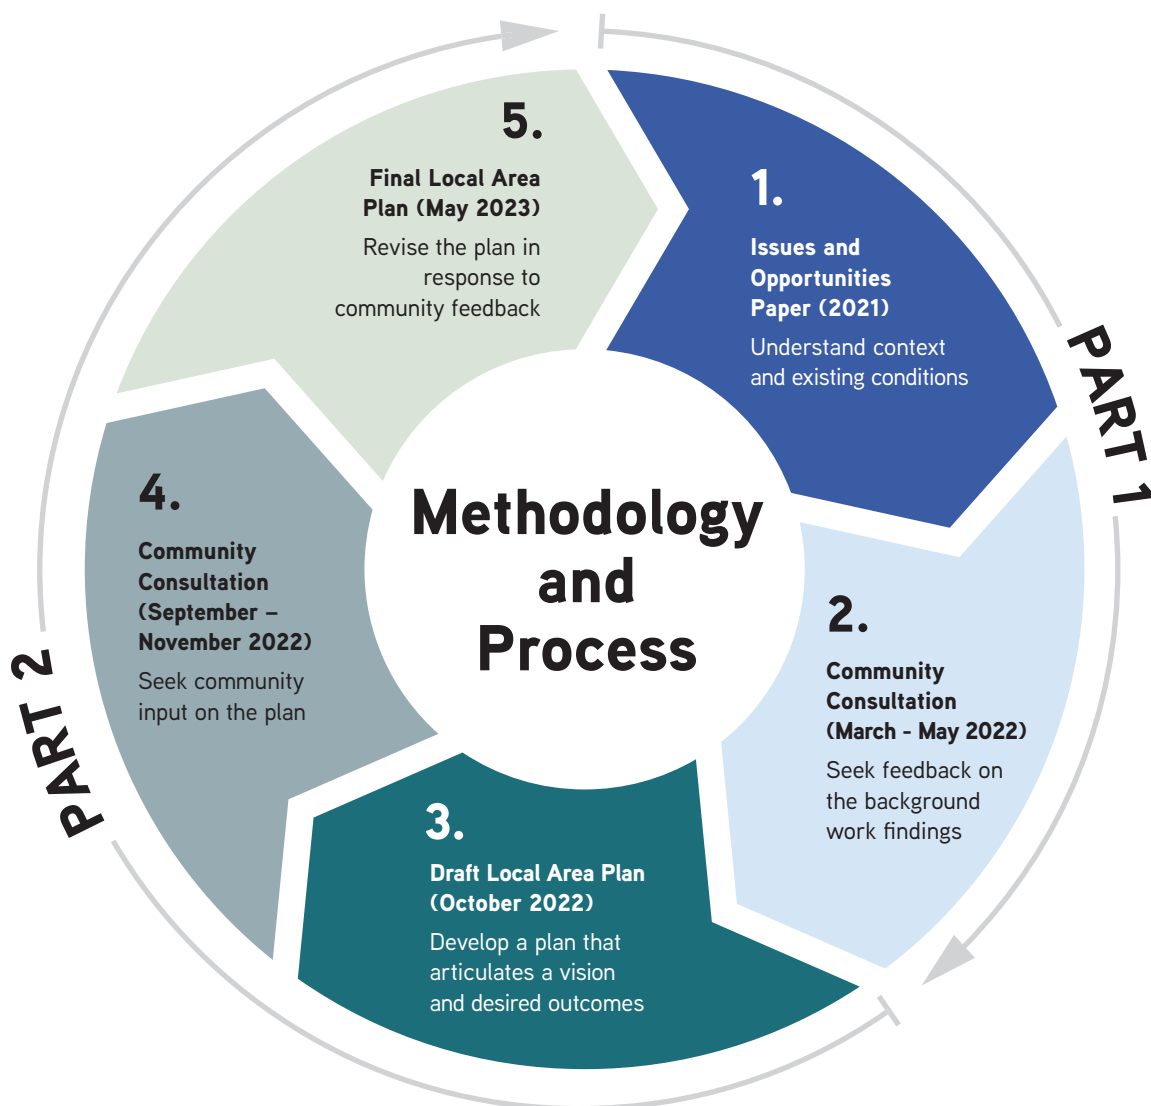 Methodology
and
Process
PART 1
1.
Issues and
Opportunities
Paper (2021)
Understand context
and existing conditions
2.
Community
Consultation
(March - May 2022)
Seek feedback on
the background
work findings
PART 2
3.
Draft Local Area Plan
(October 2022)
Develop a plan that
articulates a vision
and desired outcomes
4.
Community
Consultation
(September –
November 2022)
Seek community
input on the plan
5.
Final Local Area
Plan (May 2023)
Revise the plan in
response to
community feedback